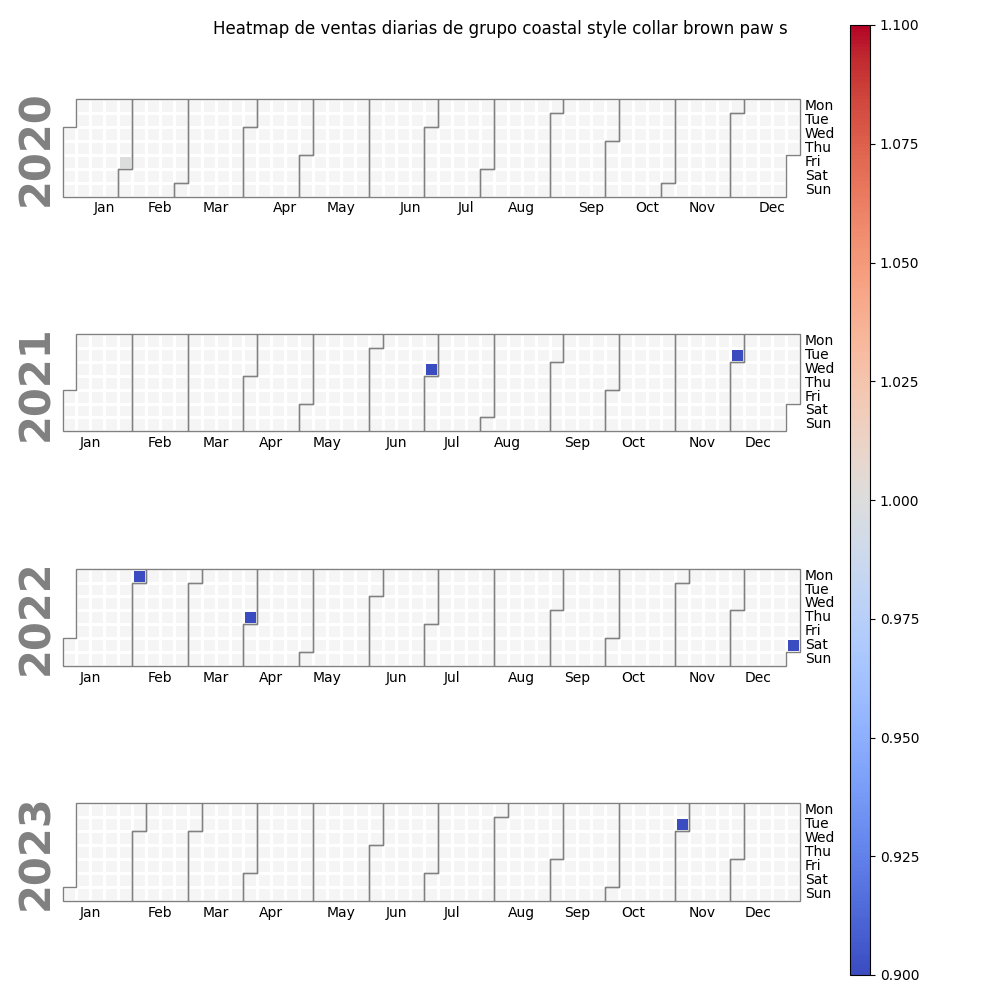 Heatmap de ventas diarias de grupo coastal style collar brown paw s
2020
Mon
Tue
Wed
Thu
Fri
Sat
Sun
Jan Feb Mar Apr May Jun Jul Aug Sep Oct Nov Dec
2021
Mon
Tue
Wed
Thu
Fri
Sat
Sun
Jan Feb Mar Apr May Jun Jul Aug Sep Oct Nov Dec
2022
Mon
Tue
Wed
Thu
Fri
Sat
Sun
Jan Feb Mar Apr May Jun Jul Aug Sep Oct Nov Dec
2023
Mon
Tue
Wed
Thu
Fri
Sat
Sun
Jan Feb Mar Apr May Jun Jul Aug Sep Oct Nov Dec
1.100
1.075
1.050
1.025
1.000
0.975
0.950
0.925
0.900